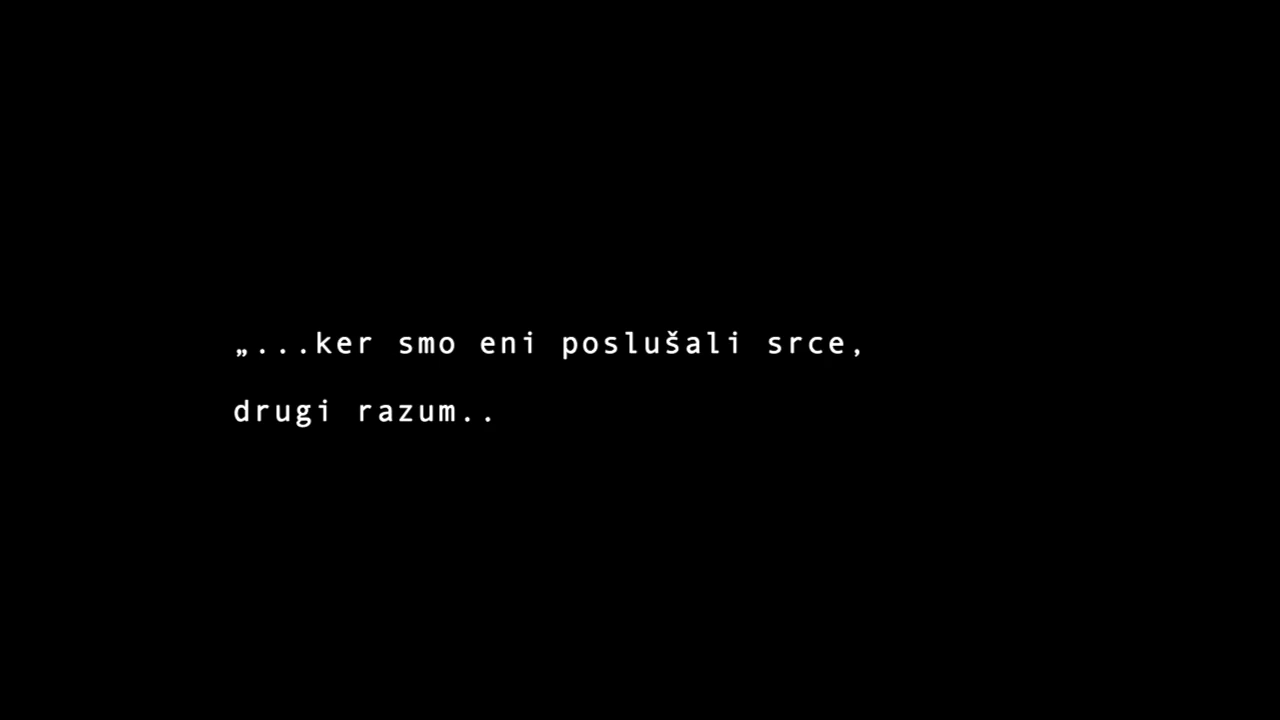 „...ker smo eni poslušali srce,
drugi razum..